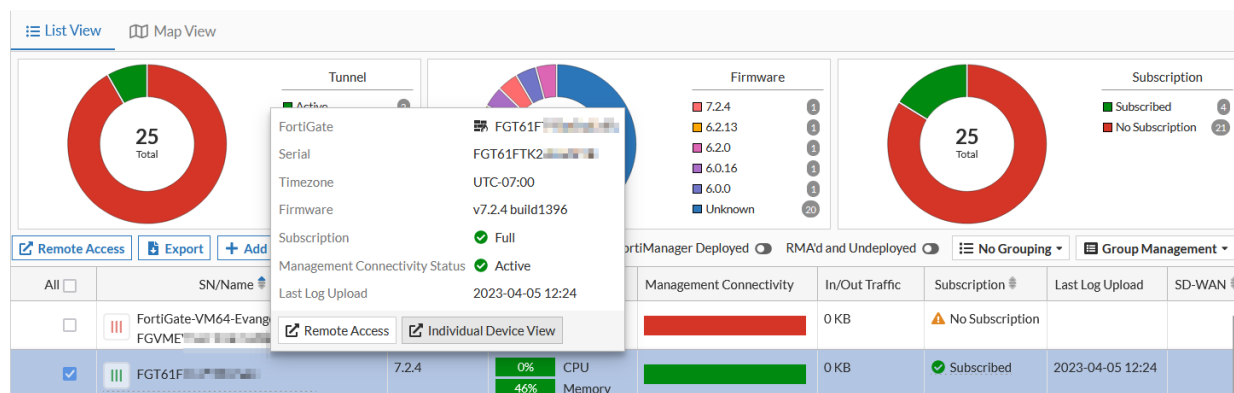 List View
Map View
Tunnel
Active
25
Total
Firmware
7.2.4 1
6.2.13 1
6.2.0 1
6.0.16 1
6.0.0 1
Unknown 20
Subscription
Subscribed 4
No Subscription 21
25
Total
FortiGate FGT61F
Serial FGT61FTK2
Timezone UTC-07:00
Firmware v7.2.4 build1396
Subscription Full
Management Connectivity Status Active
Last Log Upload 2023-04-05 12:24
Remote Access Individual Device View
Remote Access Export Add RMA'd and Undeployed No Grouping Group Management
Deployed
All SN/Name Management Connectivity In/Out Traffic Subscription Last Log Upload SD-WAN
FortiGate-VM64-Evang 0 KB No Subscription
FGVME
FGT61F 7.2.4 0% CPU 0 KB Subscribed 2023-04-05 12:24
46% Memory